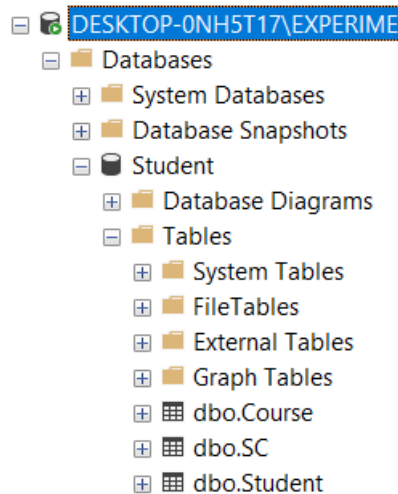 DESKTOP-0NH5T17\EXPERIME
Databases
System Databases
Database Snapshots
Student
Database Diagrams
Tables
System Tables
FileTables
External Tables
Graph Tables
dbo.Course
dbo.SC
dbo.Student